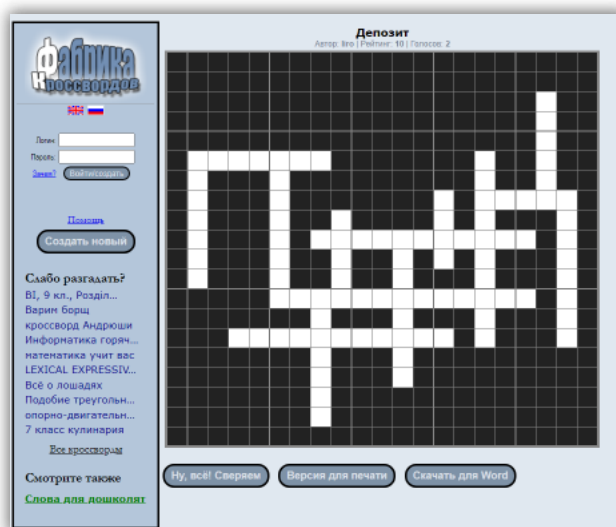 Фабрика
Кроссвордов
Логин:
Пароль:
Зачем?
Войти/создать
Помощь
Создать новый
Слабо разгадать?
BI, 9 кл., Розділ...
Варим борщ
кроссворд Андрюши
Информатика горяч...
математика учит вас
LEXICAL EXPRESSIV...
Всё о лошадях
Подобие треугольн...
опорно-двигательн...
7 класс кулинария
Все кроссворды
Смотрите также
Слова для дошколят
Депозит
Автор: | Рейтинг: 10 | Голосов: 2
Ну, всё! Сверяем
Версия для печати
Скачать для Word